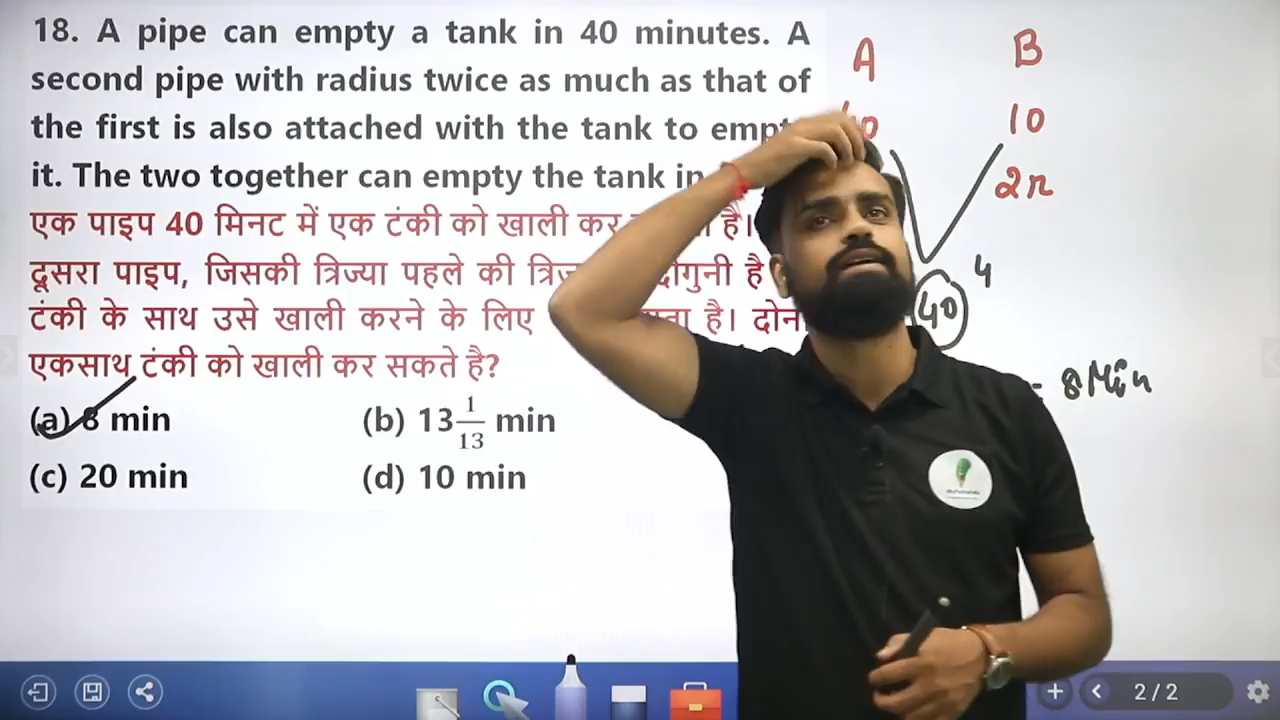 18. A pipe can empty a tank in 40 minutes. A
second pipe with radius twice as much as that of
the first is also attached with the tank to
it. The two together can empty the tank in
एक पाइप 40 मिनट में एक टंकी को खाली कर है।
दूसरा पाइप, जिसकी त्रिज्या पहले की दोगुनी है
टंकी के साथ उसे खाली करने के लिए है।
एकसाथ टंकी को खाली कर सकते है?
(a) 8 min
(b) 13 1/13 min
(c) 20 min
(d) 10 min
A
B
10
2r
4
40
= 8 Min
2 / 2